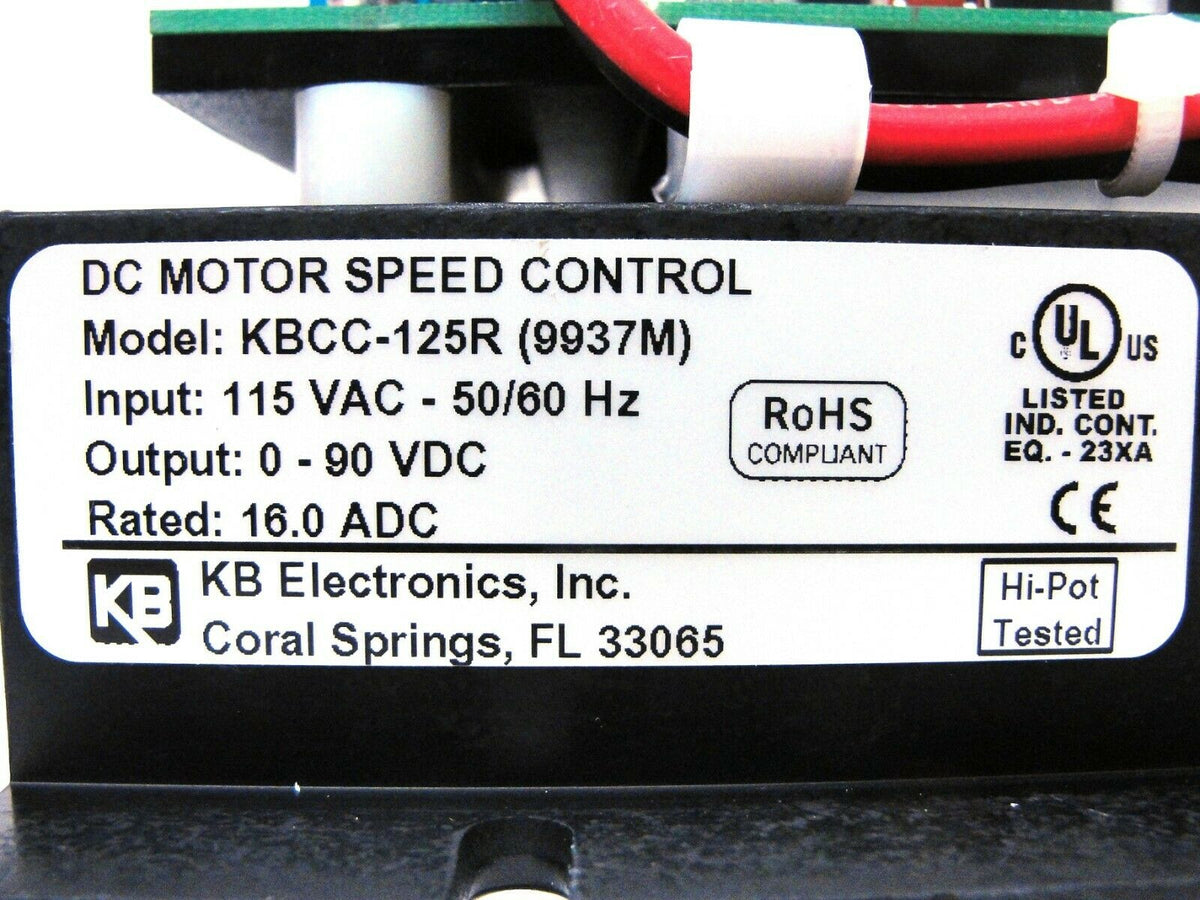 DC MOTOR SPEED CONTROL
Model: KBCC-125R (9937M)
Input: 115 VAC - 50/60 Hz
Output: 0 - 90 VDC
Rated: 16.0 ADC
RoHS
COMPLIANT
C UL US
LISTED
IND. CONT.
EQ. - 23XA
CE
KB
KB Electronics, Inc.
Coral Springs, FL 33065
Hi-Pot
Tested